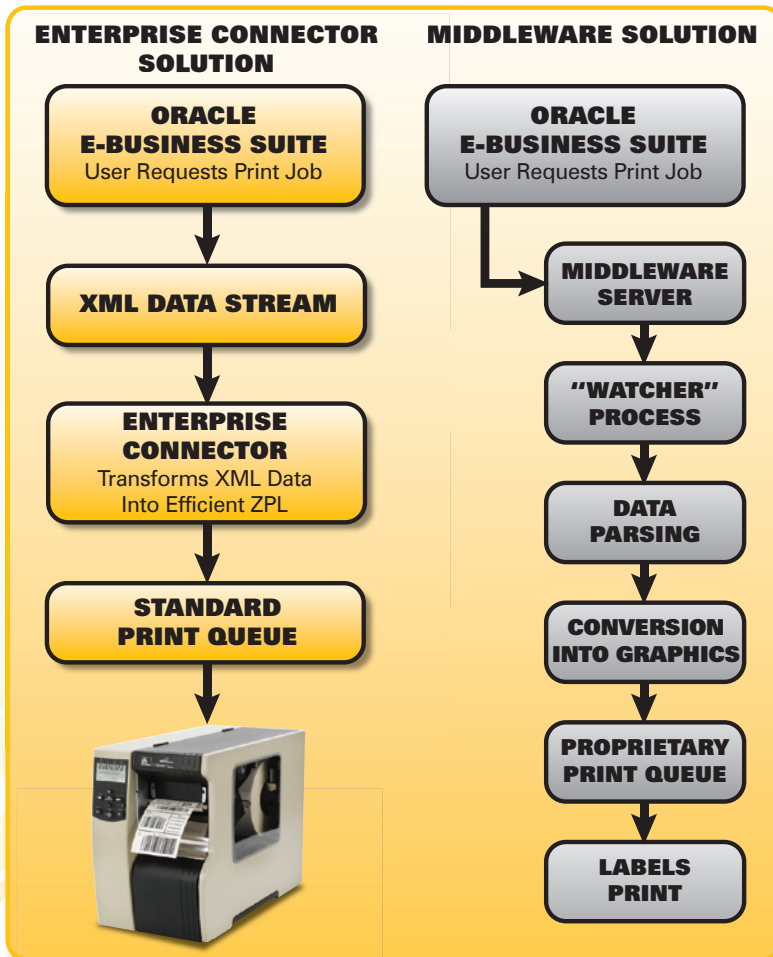 ENTERPRISE CONNECTOR
SOLUTION
ORACLE
E-BUSINESS SUITE
User Requests Print Job
XML DATA STREAM
ENTERPRISE
CONNECTOR
Transforms XML Data
Into Efficient ZPL
STANDARD
PRINT QUEUE
MIDDLEWARE SOLUTION
ORACLE
E-BUSINESS SUITE
User Requests Print Job
MIDDLEWARE
SERVER
“WATCHER”
PROCESS
DATA
PARSING
CONVERSION
INTO GRAPHICS
PROPRIETARY
PRINT QUEUE
LABELS
PRINT